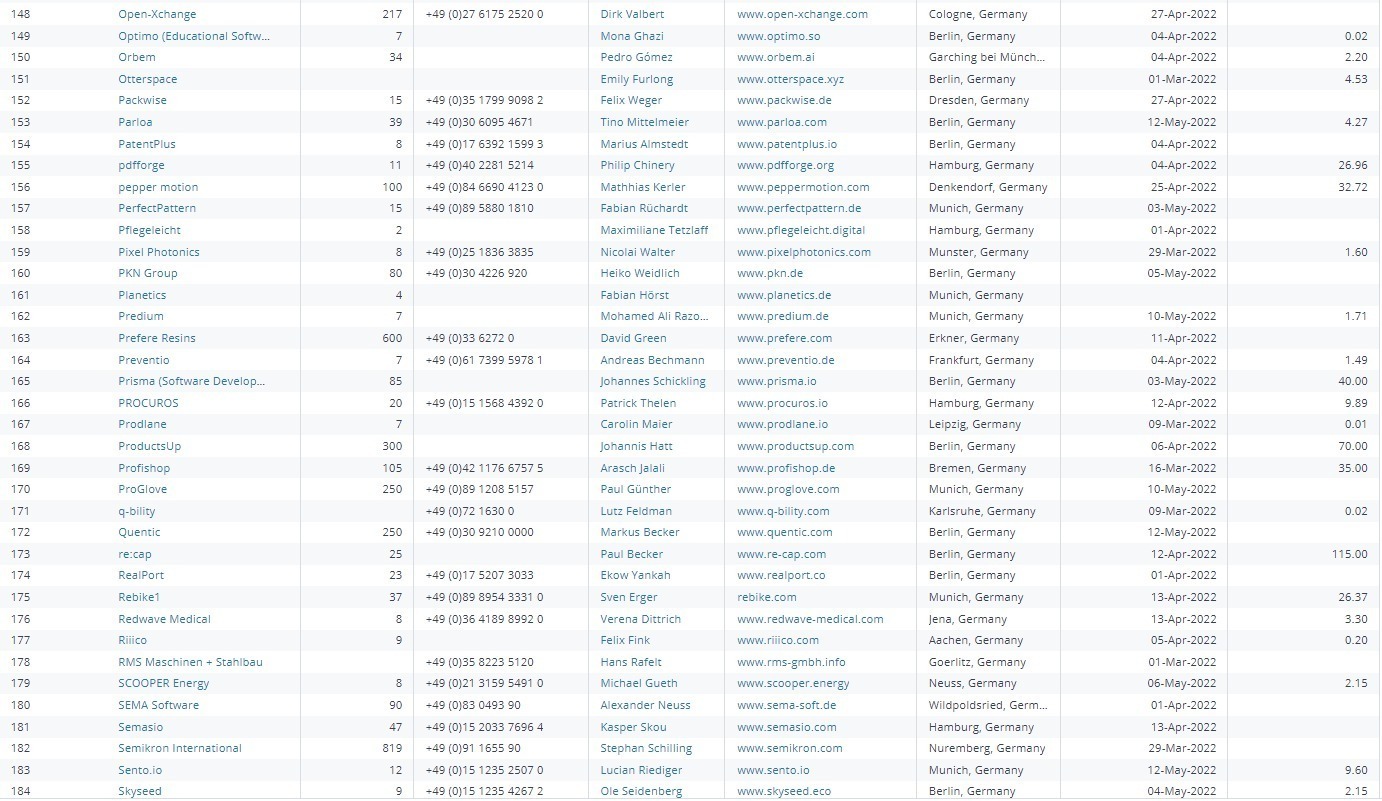 148 Open-Xchange 217 +49 (0)27 6175 2520 0 Dirk Valbert www.open-xchange.com Cologne, Germany 27-Apr-2022
149 Optimo (Educational Softw... 7 Mona Ghazi www.optimo.so Berlin, Germany 04-Apr-2022 0.02
150 Orbem 34 Pedro Gómez www.orbem.ai Garching bei Münch... 04-Apr-2022 2.20
151 Otterspace Emily Furlong www.otterspace.xyz Berlin, Germany 01-Mar-2022 4.53
152 Packwise 15 +49 (0)35 1799 9098 2 Felix Weger www.packwise.de Dresden, Germany 27-Apr-2022
153 Parloa 39 +49 (0)30 6095 4671 Tino Mittelmeier www.parloa.com Berlin, Germany 12-May-2022 4.27
154 PatentPlus 8 +49 (0)17 6392 1599 3 Marius Almstedt www.patentplus.io Berlin, Germany 04-Apr-2022
155 pdfforge 11 +49 (0)40 2281 5214 Philip Chinery www.pdfforge.org Hamburg, Germany 04-Apr-2022 26.96
156 pepper motion 100 +49 (0)84 6690 4123 0 Mathhias Kerler www.peppermotion.com Denkendorf, Germany 25-Apr-2022 32.72
157 PerfectPattern 15 +49 (0)89 5880 1810 Fabian Rüchardt www.perfectpattern.de Munich, Germany 03-May-2022
158 Pflegeleicht 2 Maximiliane Tetzlaff www.pflegeleicht.digital Hamburg, Germany 01-Apr-2022
159 Pixel Photonics 8 +49 (0)25 1836 3835 Nicolai Walter www.pixelphotonics.com Munster, Germany 29-Mar-2022 1.60
160 PKN Group 80 +49 (0)30 4226 920 Heiko Weidlich www.pkn.de Berlin, Germany 05-May-2022
161 Planetics 4 Fabian Hörst www.planetics.de Munich, Germany
162 Predium 7 Mohamed Ali Razo... www.predium.de Munich, Germany 10-May-2022 1.71
163 Prefere Resins 600 +49 (0)33 6272 0 David Green www.prefere.com Erkner, Germany 11-Apr-2022
164 Preventio 7 +49 (0)61 7399 5978 1 Andreas Bechmann www.preventio.de Frankfurt, Germany 04-Apr-2022 1.49
165 Prisma (Software Develop... 85 Johannes Schickling www.prisma.io Berlin, Germany 03-May-2022 40.00
166 PROCUROS 20 +49 (0)15 1568 4392 0 Patrick Thelen www.procuros.io Hamburg, Germany 12-Apr-2022 9.89
167 Prodlane 7 Carolin Maier www.prodlane.io Leipzig, Germany 09-Mar-2022 0.01
168 ProductsUp 300 Johannis Hatt www.productsup.com Berlin, Germany 06-Apr-2022 70.00
169 Profishop 105 +49 (0)42 1176 6757 5 Arasch Jalali www.profishop.de Bremen, Germany 16-Mar-2022 35.00
170 ProGlove 250 +49 (0)89 1208 5157 Paul Günther www.proglove.com Munich, Germany 10-May-2022
171 q-bility +49 (0)72 1630 0 Lutz Feldman www.q-bility.com Karlsruhe, Germany 09-Mar-2022 0.02
172 Quentic 250 +49 (0)30 9210 0000 Markus Becker www.quentic.com Berlin, Germany 12-May-2022
173 re:cap 25 Paul Becker www.re-cap.com Berlin, Germany 12-Apr-2022 115.00
174 RealPort 23 +49 (0)17 5207 3033 Ekow Yankah www.realport.co Berlin, Germany 01-Apr-2022
175 Rebike1 37 +49 (0)89 8954 3331 0 Sven Erger rebike.com Munich, Germany 13-Apr-2022 26.37
176 Redwave Medical 8 +49 (0)36 4189 8992 0 Verena Dittrich www.redwave-medical.com Jena, Germany 13-Apr-2022 3.30
177 Riiico 9 Felix Fink www.riiico.com Aachen, Germany 05-Apr-2022 0.20
178 RMS Maschinen + Stahlbau +49 (0)35 8223 5120 Hans Rafelt www.rms-gmbh.info Goerlitz, Germany 01-Mar-2022
179 SCOOPER Energy 8 +49 (0)21 3159 5491 0 Michael Gueth www.scooper.energy Neuss, Germany 06-May-2022 2.15
180 SEMA Software 90 +49 (0)83 0493 90 Alexander Neuss www.sema-soft.de Wildpoldsried, Germ... 01-Apr-2022
181 Semasio 47 +49 (0)15 2033 7696 4 Kasper Skou www.semasio.com Hamburg, Germany 13-Apr-2022
182 Semikron International 819 +49 (0)91 1655 90 Stephan Schilling www.semikron.com Nuremberg, Germany 29-Mar-2022
183 Sento.io 12 +49 (0)15 1235 2507 0 Lucian Riediger www.sento.io Munich, Germany 12-May-2022 9.60
184 Skyseed 9 +49 (0)15 1235 4267 2 Ole Seidenberg www.skyseed.eco Berlin, Germany 04-May-2022 2.15